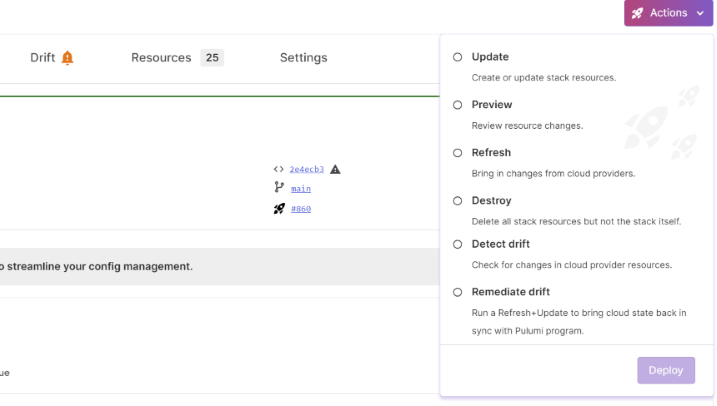 Actions
Drift
Resources 25
Settings
2e4ecb3
main
#860
o streamline your config management.
ue
Update
Create or update stack resources.
Preview
Review resource changes.
Refresh
Bring in changes from cloud providers.
Destroy
Delete all stack resources but not the stack itself.
Detect drift
Check for changes in cloud provider resources.
Remediate drift
Run a Refresh+Update to bring cloud state back in
sync with Pulumi program.
Deploy